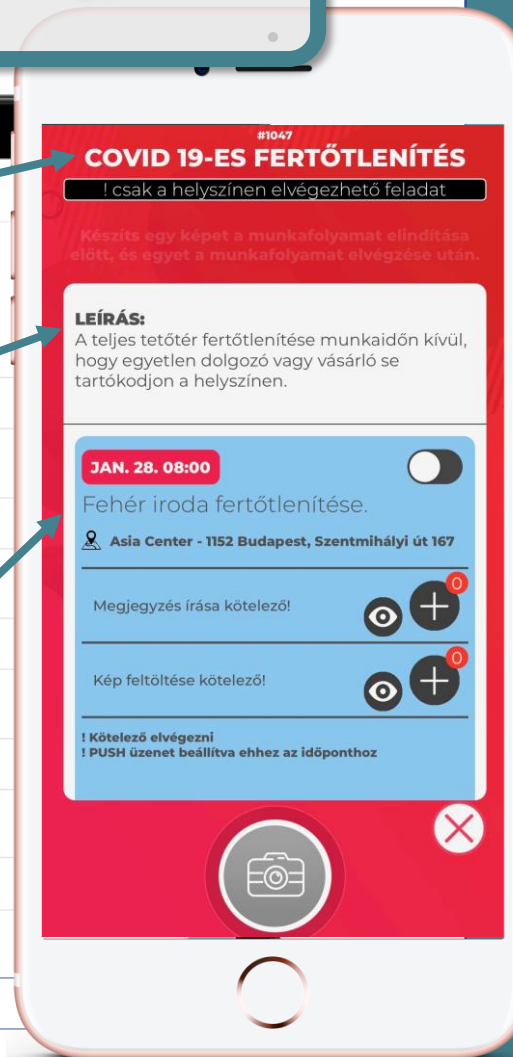 #1047
COVID 19-ES FERTŐTLENÍTÉS
! csak a helyszínen elvégezhető feladat
Készíts egy képet a munkafolyamat elindítása
előtt, és egyet a munkafolyamat elvégzése után.
LEÍRÁS:
A teljes tetőtér fertőtlenítése munkaidőn kívül,
hogy egyetlen dolgozó vagy vásárló se
tartókodjon a helyszínen.
JAN. 28. 08:00
Fehér iroda fertőtlenítése.
Asia Center - 1152 Budapest, Szentmihályi út 167
0
Megjegyzés írása kötelező!
0
Kép feltöltése kötelező!
! Kötelező elvégezni
! PUSH üzenet beállítva ehhez az időponthoz